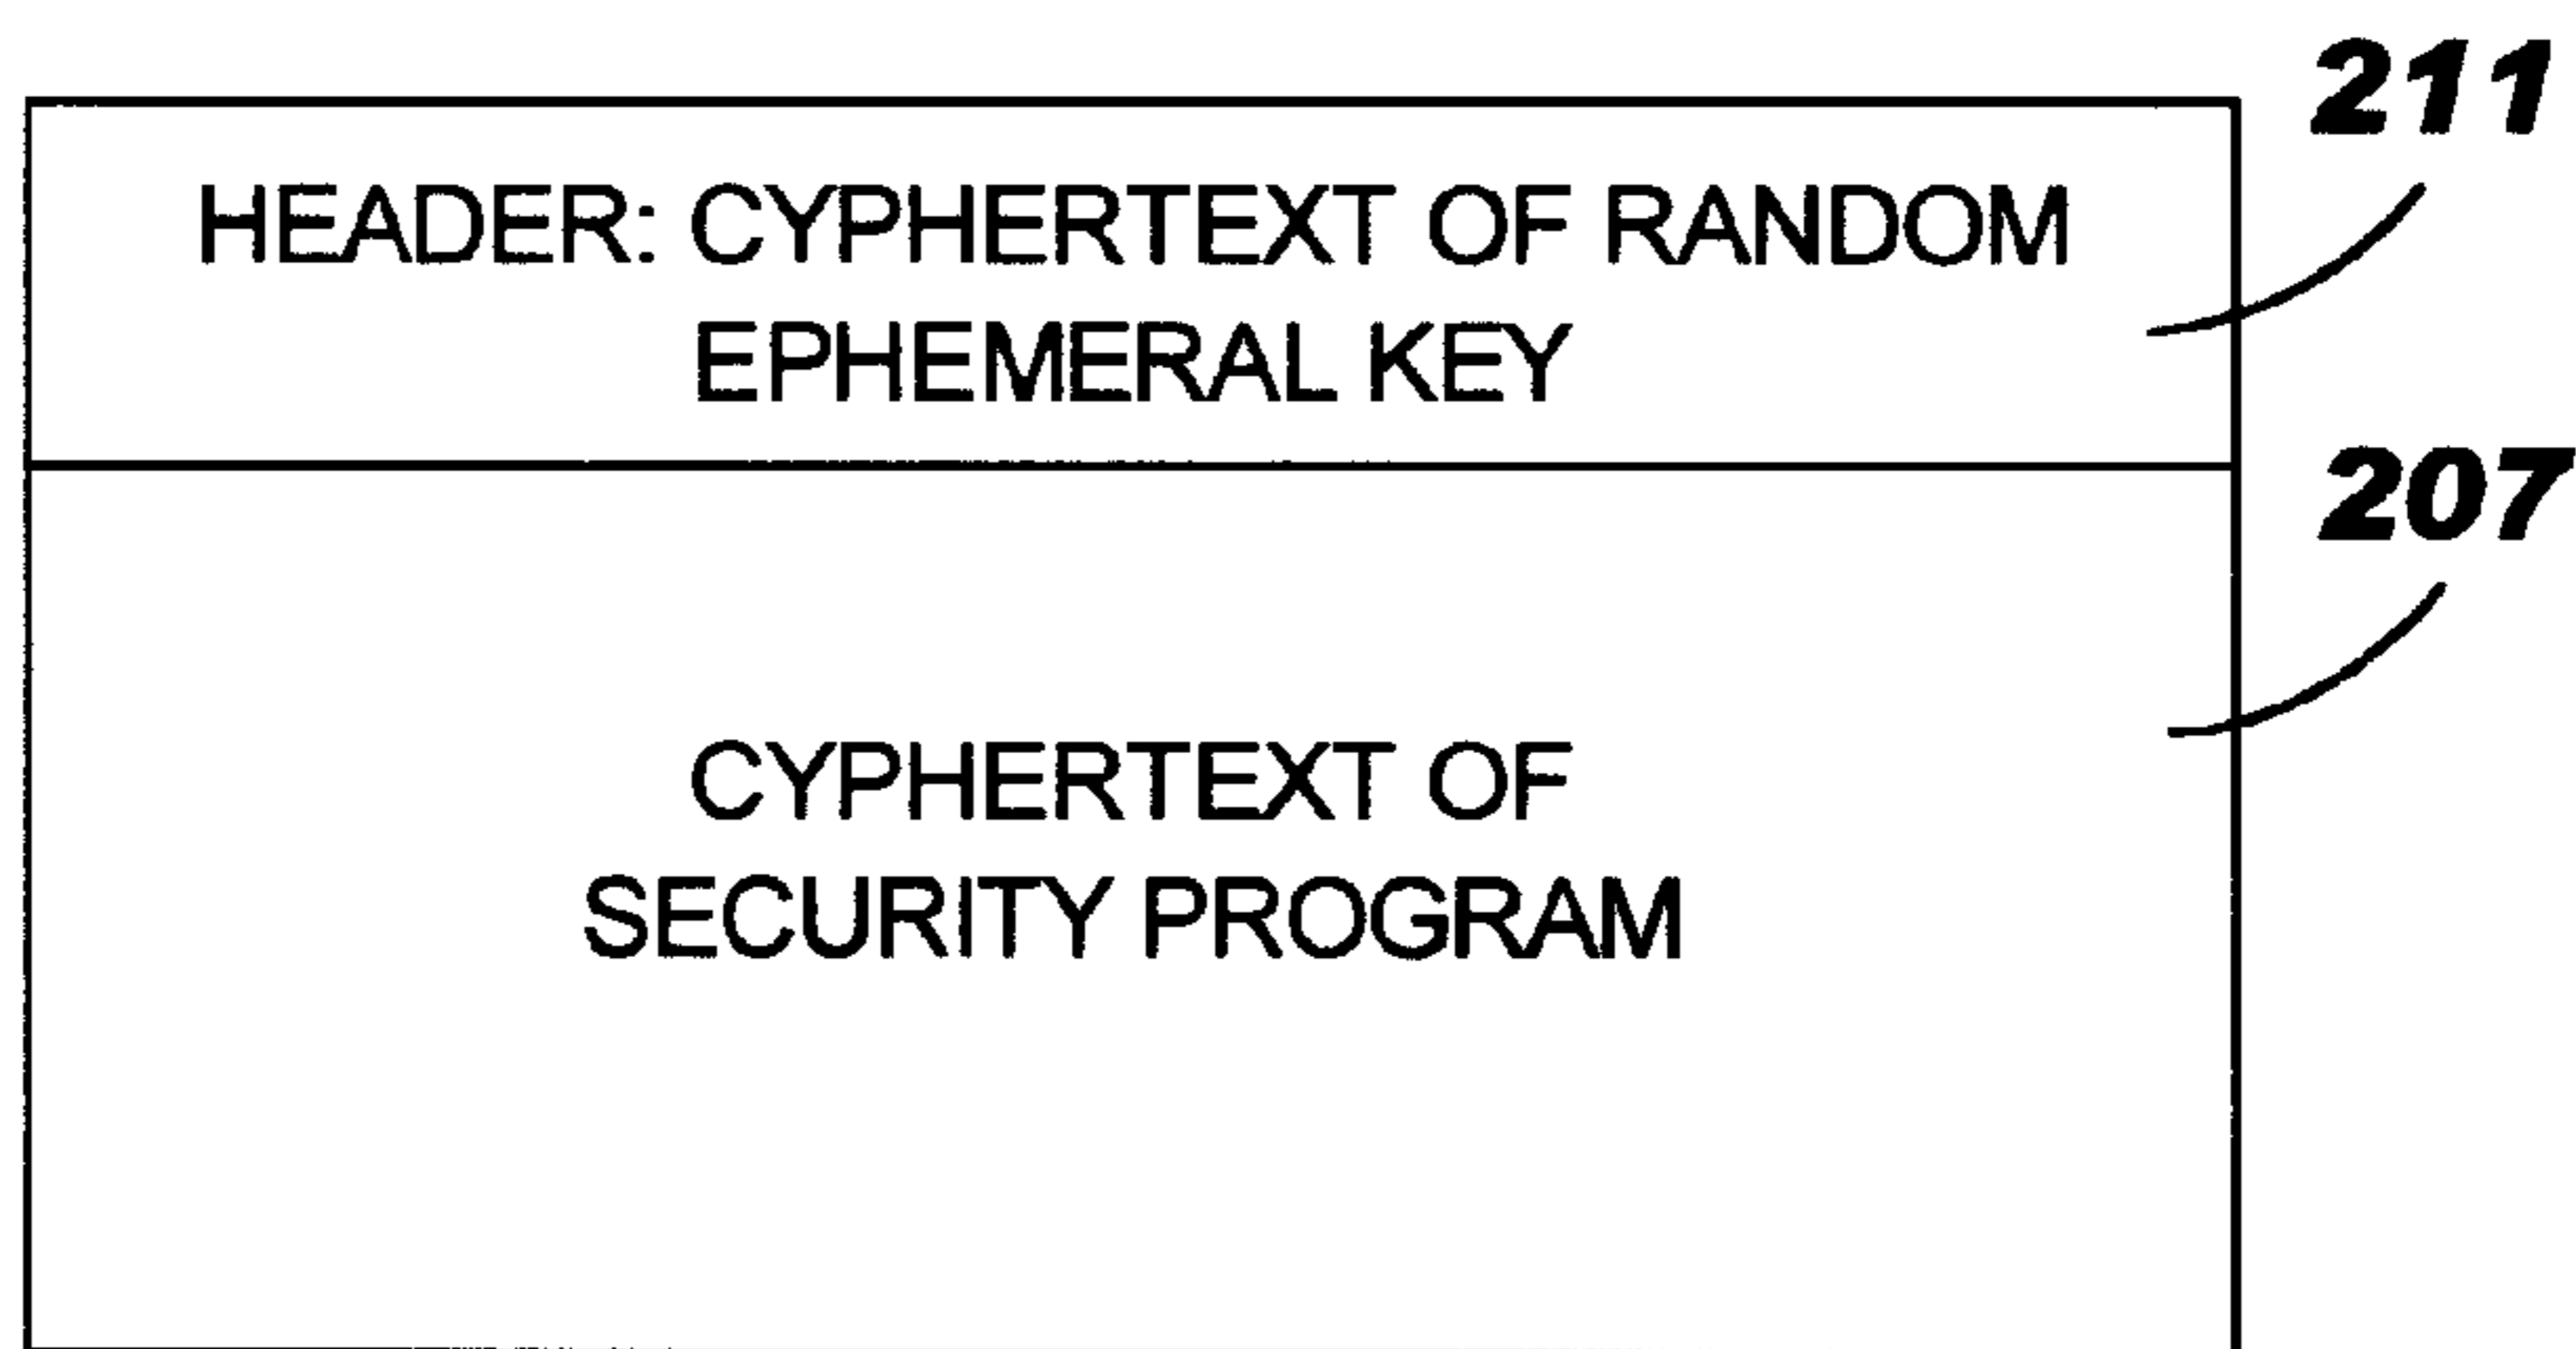 211
HEADER: CYPHERTEXT OF RANDOM
EPHEMERAL KEY
207
CYPHERTEXT OF
SECURITY PROGRAM